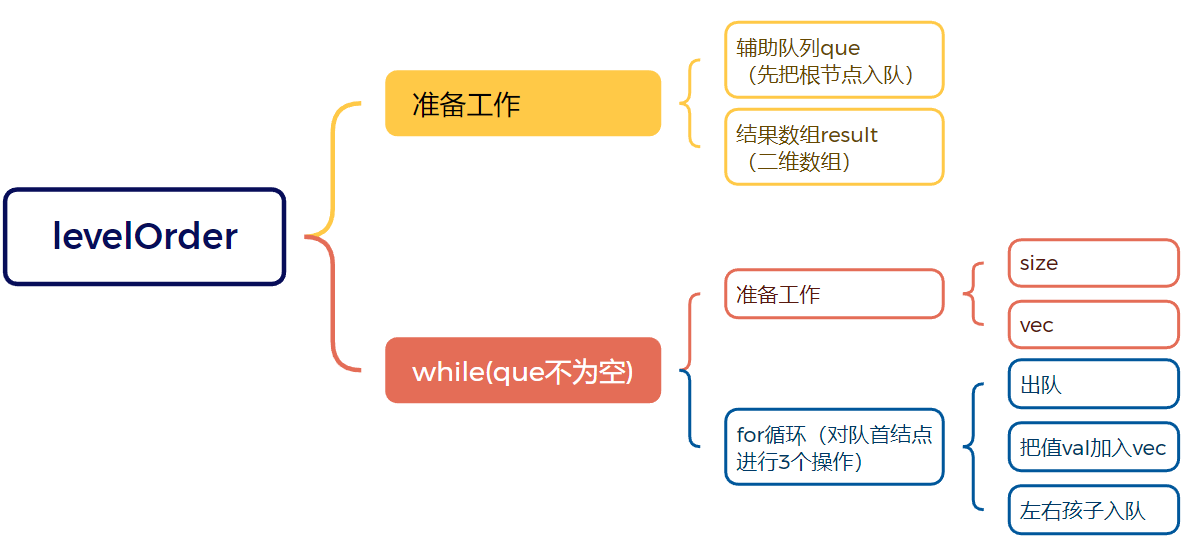 levelOrder
准备工作
辅助队列que
（先把根节点入队）
结果数组result
（二维数组）
while(que不为空)
准备工作
size
vec
for循环（对队首结点
进行3个操作）
出队
把值val加入vec
左右孩子入队